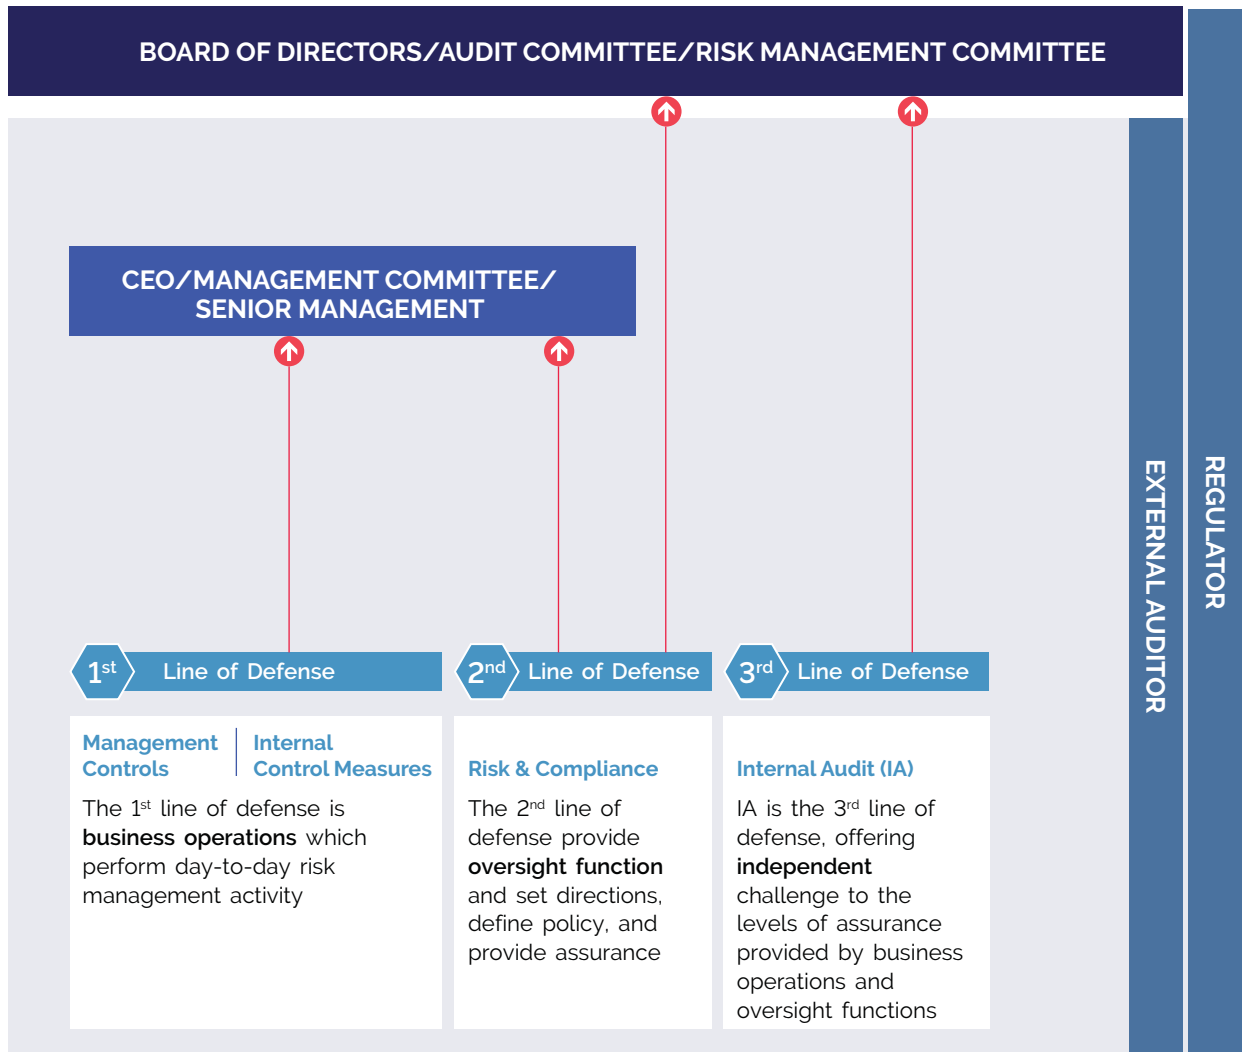 BOARD OF DIRECTORS/AUDIT COMMITTEE/RISK MANAGEMENT COMMITTEE
CEO/MANAGEMENT COMMITTEE/
SENIOR MANAGEMENT
EXTERNAL AUDITOR
REGULATOR
1st Line of Defense
Management
Controls
Internal
Control Measures
The 1st line of defense is
business operations which
perform day-to-day risk
management activity
2nd Line of Defense
Risk & Compliance
The 2nd line of
defense provide
oversight function
and set directions,
define policy, and
provide assurance
3rd Line of Defense
Internal Audit (IA)
IA is the 3rd line of
defense, offering
independent
challenge to the
levels of assurance
provided by business
operations and
oversight functions